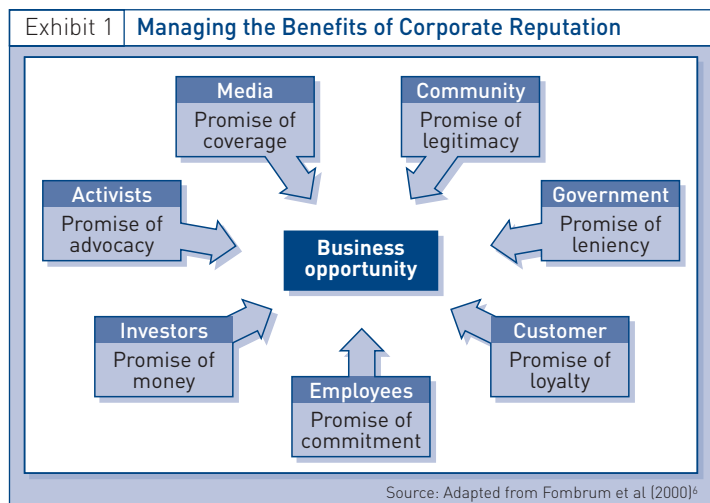 Exhibit 1 Managing the Benefits of Corporate Reputation
Media
Promise of
coverage
Community
Promise of
legitimacy
Activists
Promise of
advocacy
Government
Promise of
leniency
Business
opportunity
Investors
Promise of
money
Customer
Promise of
loyalty
Employees
Promise of
commitment
Source: Adapted from Fombrum et al (2000)⁶